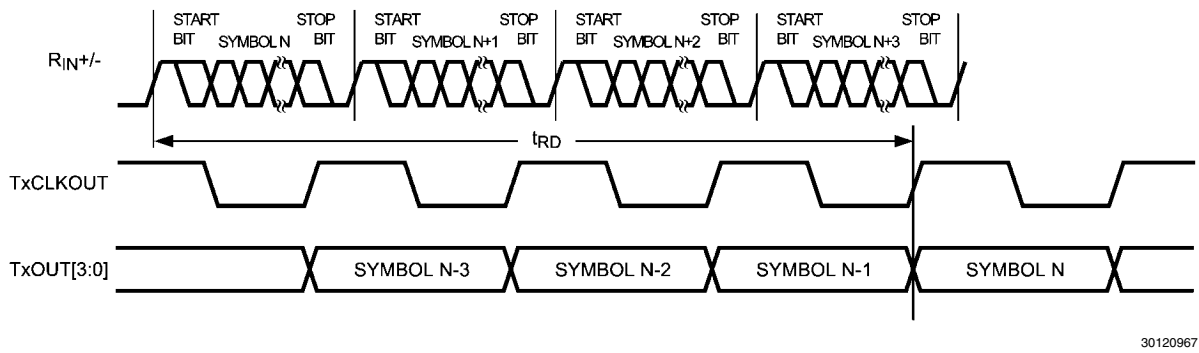 START STOP START STOP START STOP START STOP
BIT SYMBOL N BIT BIT SYMBOL N+1 BIT BIT SYMBOL N+2 BIT BIT SYMBOL N+3 BIT
RIN+/-
tRD
TxCLKOUT
TxOUT[3:0] SYMBOL N-3 SYMBOL N-2 SYMBOL N-1 SYMBOL N
30120967